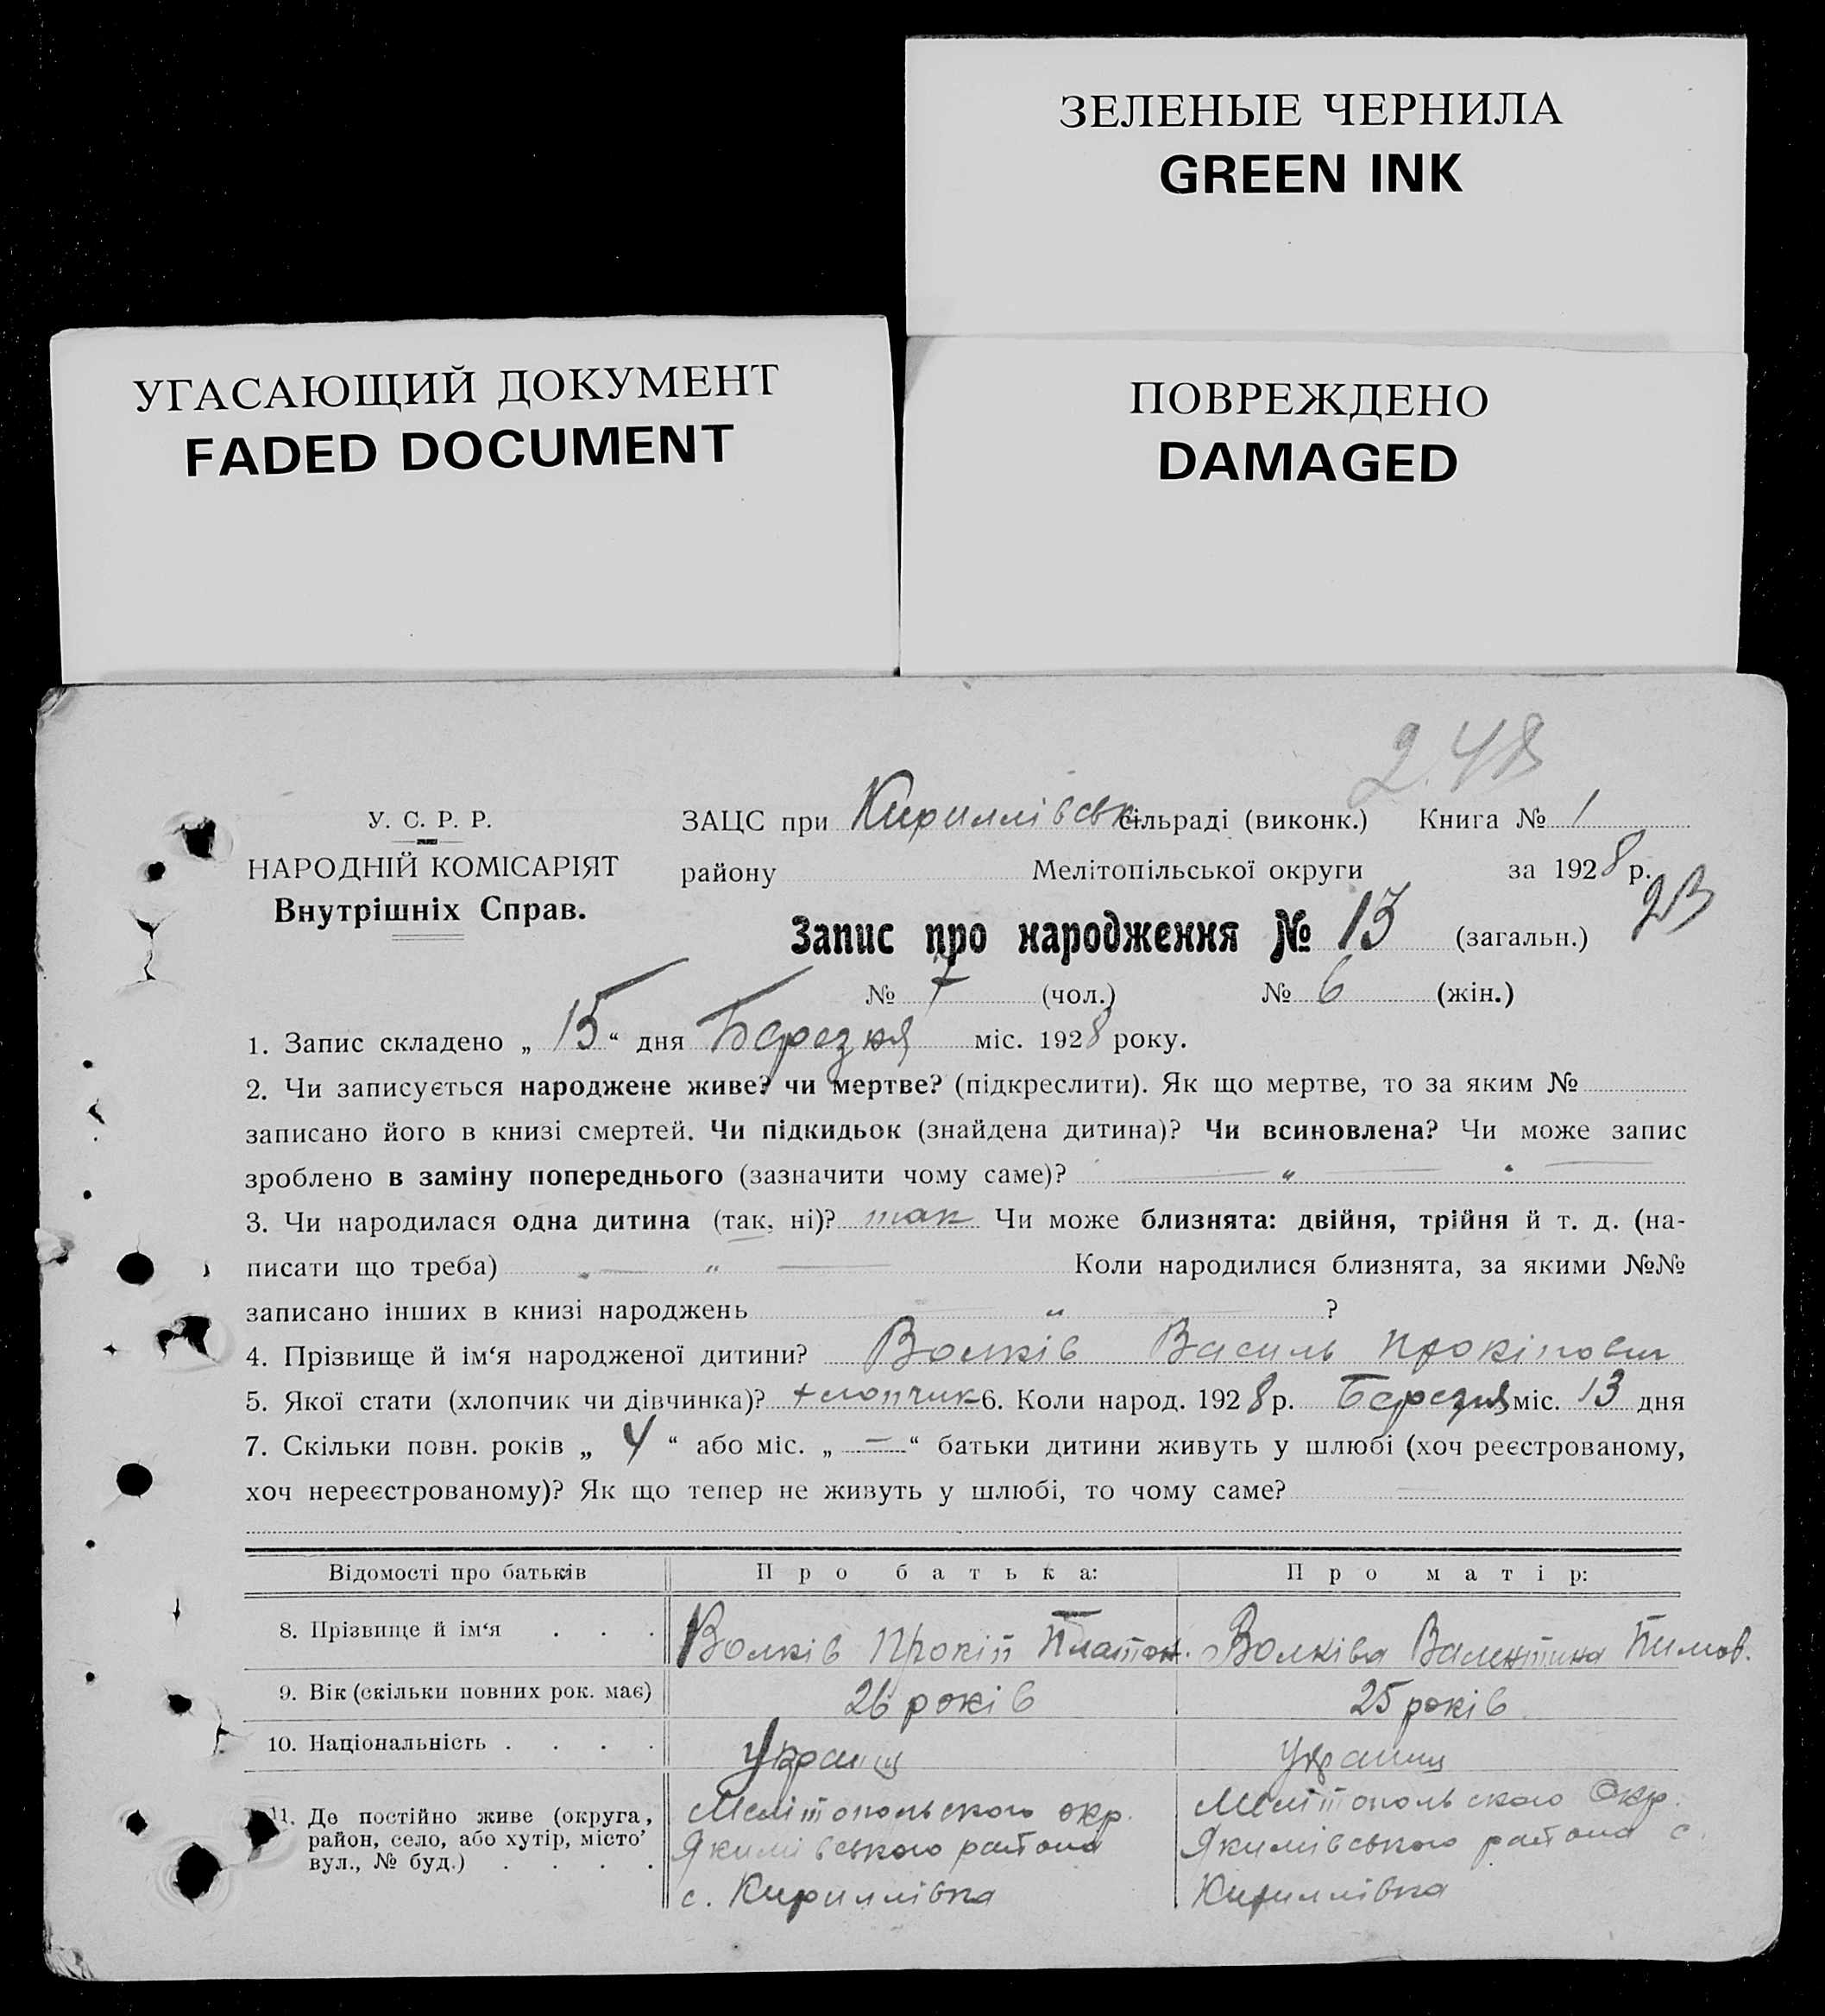 ЗЕЛЕНЫЕ ЧЕРНИЛА
GREEN INK
УГАСАЮЩИЙ ДОКУМЕНТ
FADED DOCUMENT
ПОВРЕЖДЕНО
DAMAGED
248
У. С. Р. Р.
НАРОДНІЙ КОМІСАРІЯТ
Внутрішніх Справ.
ЗАЦС при Кириллівськ сільраді (виконк.) Книга № 1
району Мелітопільської округи за 1928 р.
23
Запис про народження № 13 (загальн.)
№ 7 (чол.) № 6 (жін.)
1. Запис складено „ 15 “ дня Березня міс. 1928 року.
2. Чи записується народжене живе? чи мертве? (підкреслити). Як що мертве, то за яким №
записано його в книзі смертей. Чи підкидьок (знайдена дитина)? Чи всиновлена? Чи може запис
зроблено в заміну попереднього (зазначити чому саме)? — „ —
3. Чи народилася одна дитина (так, ні)? так Чи може близнята: двійня, трійня й т. д. (на-
писати що треба) — „ — Коли народилися близнята, за якими №№
записано інших в книзі народжень „ ?
4. Прізвище й ім‘я народженої дитини? Волків Василь Прокіпович
5. Якої стати (хлопчик чи дівчинка)? хлопчик 6. Коли народ. 1928 р. Березня міс. 13 дня
7. Скільки повн. років „ 4 “ або міс. „ — “ батьки дитини живуть у шлюбі (хоч реєстрованому,
хоч нереєстрованому)? Як що тепер не живуть у шлюбі, то чому саме? —
Відомості про батьків Про батька: Про матір:
8. Прізвище й ім‘я . . . Волків Прокіп Платон. Волківа Валентина
9. Вік (скільки повних рок. має) 26 років 25 років
10. Національність . . . . Украінц Украінц
11. Де постійно живе (округа, район, село, або хутір, місто’ вул., № буд.) . . . .
Мелітопольского окр.
Якимівського района
с. Кириллівка
Мелітопольского Окр.
Якимівського района с.
Кириллівка